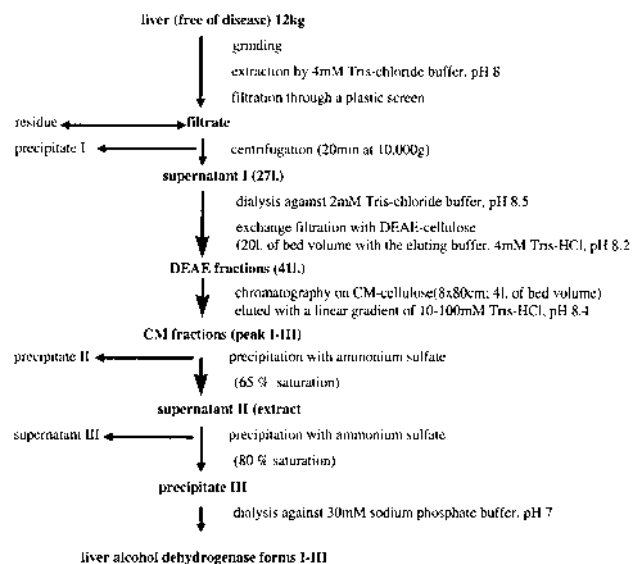 liver (free of disease) 12kg
grinding
extraction by 4mM Tris-chloride buffer, pH 8
filtration through a plastic screen
residue filtrate
precipitate I centrifugation (20min at 10,000g)
supernatant I (27l.)
dialysis against 2mM Tris-chloride buffer, pH 8.5
exchange filtration with DEAE-cellulose
(20l. of bed volume with the eluting buffer, 4mM Tris-HCl, pH 8.2
DEAE fractions (41l.)
chromatography on CM-cellulose(8x80cm; 4l. of bed volume)
eluted with a linear gradient of 10-100mM Tris-HCl, pH 8.4
CM fractions (peak I-III)
precipitate II precipitation with ammonium sulfate
(65 % saturation)
supernatant II (extract
supernatant III precipitation with ammonium sulfate
(80 % saturation)
precipitate III
dialysis against 30mM sodium phosphate buffer, pH 7
liver alcohol dehydrogenase forms I-III